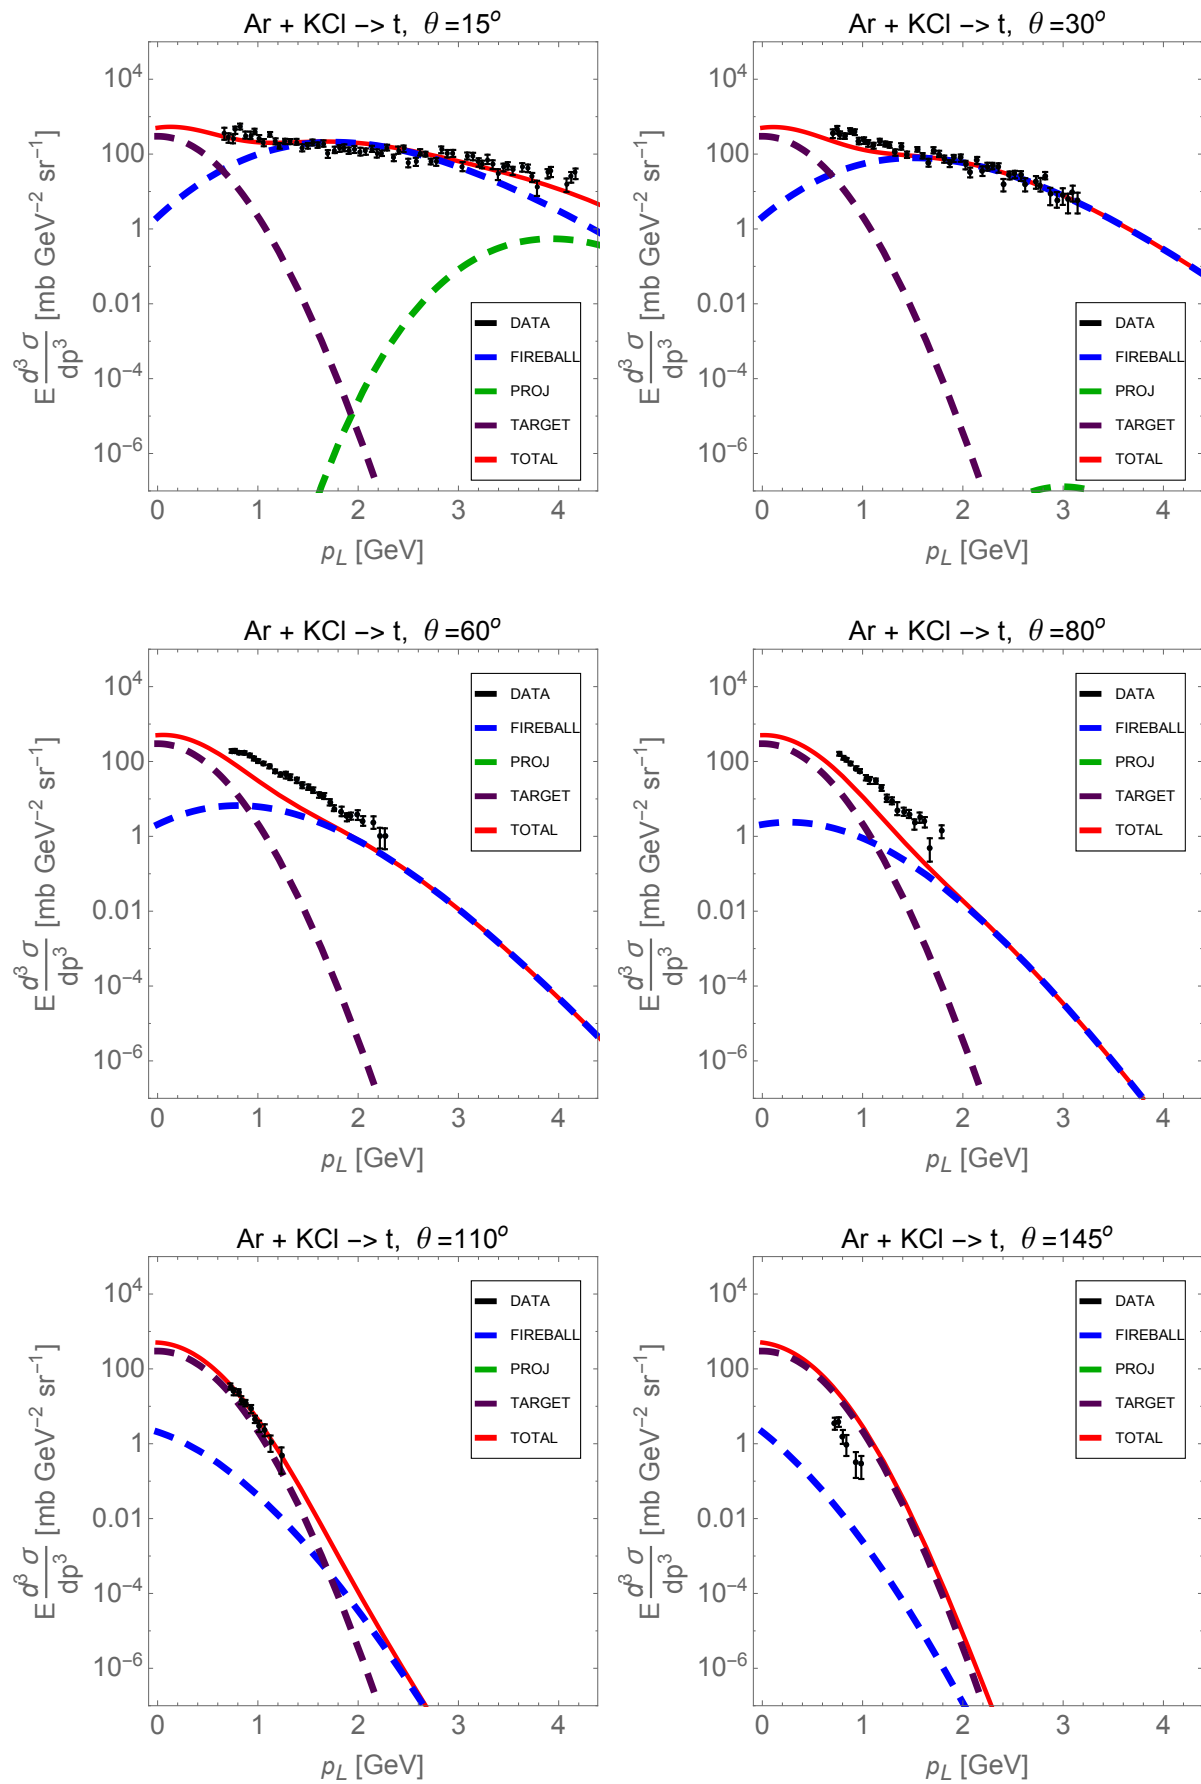 Ar + KCl −> t, θ =15°
E d³ σ / dp³ [mb GeV⁻² sr⁻¹]
10⁴
100
1
0.01
10⁻⁴
10⁻⁶
DATA
FIREBALL
PROJ
TARGET
TOTAL
0 1 2 3 4
p_L [GeV]
Ar + KCl −> t, θ =30°
E d³ σ / dp³ [mb GeV⁻² sr⁻¹]
10⁴
100
1
0.01
10⁻⁴
10⁻⁶
DATA
FIREBALL
PROJ
TARGET
TOTAL
0 1 2 3 4
p_L [GeV]
Ar + KCl −> t, θ =60°
E d³ σ / dp³ [mb GeV⁻² sr⁻¹]
10⁴
100
1
0.01
10⁻⁴
10⁻⁶
DATA
FIREBALL
PROJ
TARGET
TOTAL
0 1 2 3 4
p_L [GeV]
Ar + KCl −> t, θ =80°
E d³ σ / dp³ [mb GeV⁻² sr⁻¹]
10⁴
100
1
0.01
10⁻⁴
10⁻⁶
DATA
FIREBALL
PROJ
TARGET
TOTAL
0 1 2 3 4
p_L [GeV]
Ar + KCl −> t, θ =110°
E d³ σ / dp³ [mb GeV⁻² sr⁻¹]
10⁴
100
1
0.01
10⁻⁴
10⁻⁶
DATA
FIREBALL
PROJ
TARGET
TOTAL
0 1 2 3 4
p_L [GeV]
Ar + KCl −> t, θ =145°
E d³ σ / dp³ [mb GeV⁻² sr⁻¹]
10⁴
100
1
0.01
10⁻⁴
10⁻⁶
DATA
FIREBALL
PROJ
TARGET
TOTAL
0 1 2 3 4
p_L [GeV]